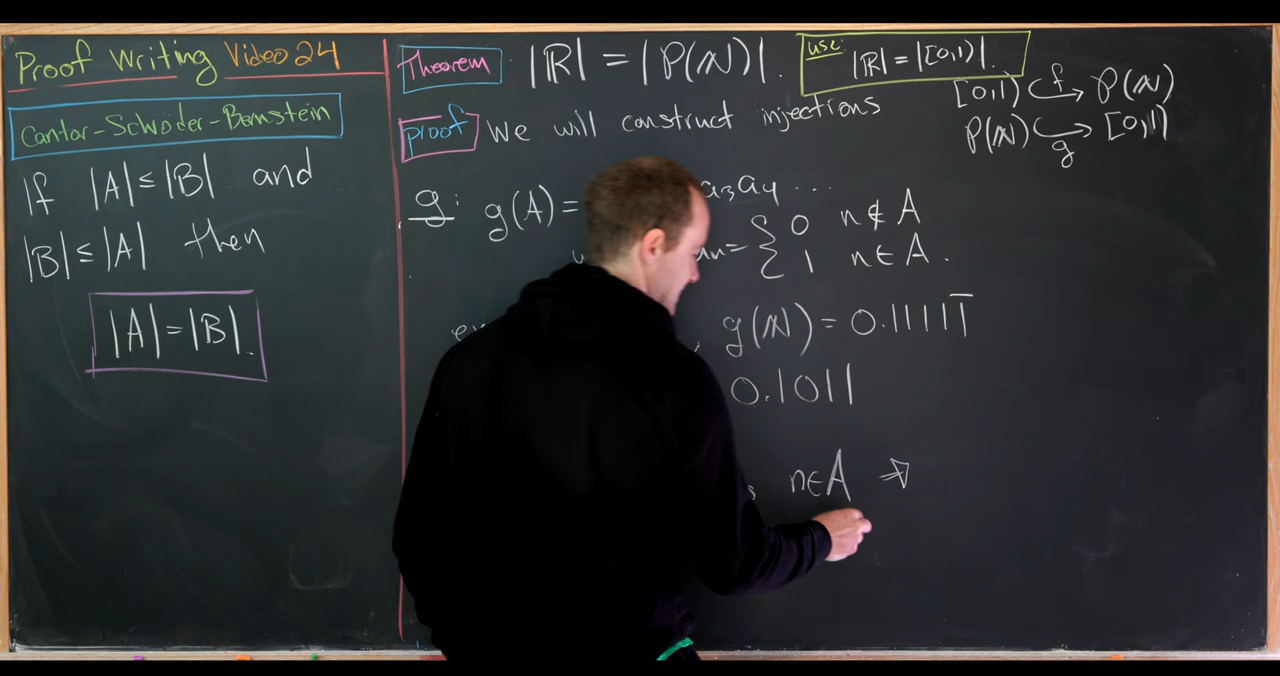 Proof Writing Video 24
Cantor-Schröder-Bernstein
If |A| ≤ |B| and
|B| ≤ |A| then
|A| = |B|.
Theorem |ℝ| = |P(ℕ)|.
use: |ℝ| = |[0,1)|.
proof We will construct injections
[0,1) ↪ f P(ℕ)
P(ℕ) ↪ g [0,1)
g: g(A) = a₃a₄ ...
aₙ = { 0 n ∉ A
1 n ∈ A.
g(ℕ) = 0.1111̅
0.1011
n∈A ⇏